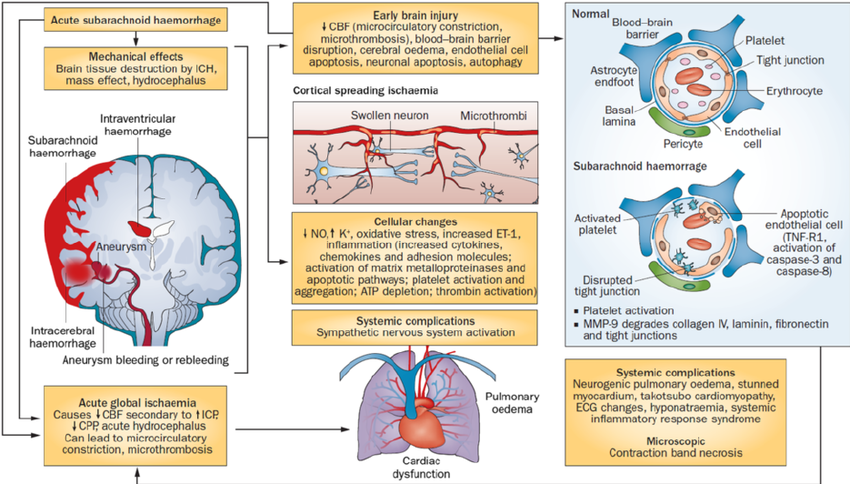 Acute subarachnoid haemorrhage
Mechanical effects
Brain tissue destruction by ICH,
mass effect, hydrocephalus
Intraventricular
haemorrhage
Subarachnoid
haemorrhage
Aneurysm
Intracerebral
haemorrhage
Aneurysm bleeding or rebleeding
Acute global ischaemia
Causes ↓CBF secondary to ↑ICP,
↓CPP, acute hydrocephalus
Can lead to microcirculatory
constriction, microthrombosis
Early brain injury
↓CBF (microcirculatory constriction,
microthrombosis), blood–brain barrier
disruption, cerebral oedema, endothelial cell
apoptosis, neuronal apoptosis, autophagy
Cortical spreading ischaemia
Swollen neuron
Microthrombi
Cellular changes
↓NO,↑K⁺, oxidative stress, increased ET-1,
inflammation (increased cytokines,
chemokines and adhesion molecules;
activation of matrix metalloproteinases and
apoptotic pathways; platelet activation and
aggregation; ATP depletion; thrombin activation)
Systemic complications
Sympathetic nervous system activation
Pulmonary
oedema
Cardiac
dysfunction
Normal
Blood–brain
barrier
Platelet
Tight junction
Astrocyte
endfoot
Erythrocyte
Basal
lamina
Endothelial
cell
Pericyte
Subarachnoid haemorrage
Activated
platelet
Apoptotic
endothelial cell
(TNF-R1,
activation of
caspase-3 and
caspase-8)
Disrupted
tight junction
▪ Platelet activation
▪ MMP-9 degrades collagen IV, laminin, fibronectin
and tight junctions
Systemic complications
Neurogenic pulmonary oedema, stunned
myocardium, takotsubo cardiomyopathy,
ECG changes, hyponatraemia, systemic
inflammatory response syndrome
Microscopic
Contraction band necrosis